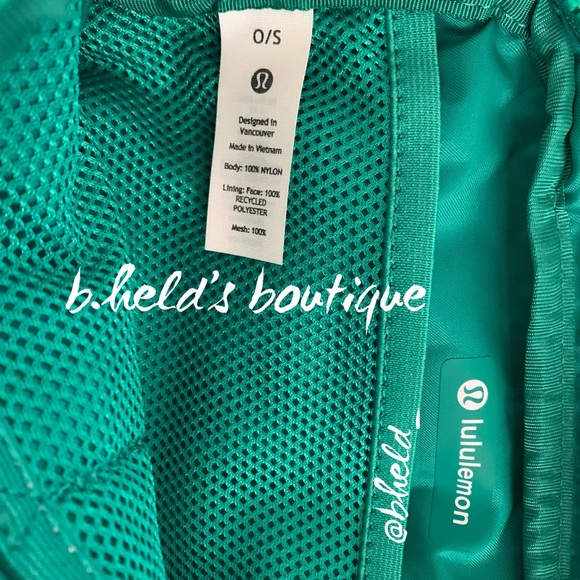 O/S
Designed in
Vancouver
Made in Vietnam
Body: 100% NYLON
Lining: Face: 100%
RECYCLED
POLYESTER
Mesh: 100%
b.held's boutique
@bheld_
lululemon